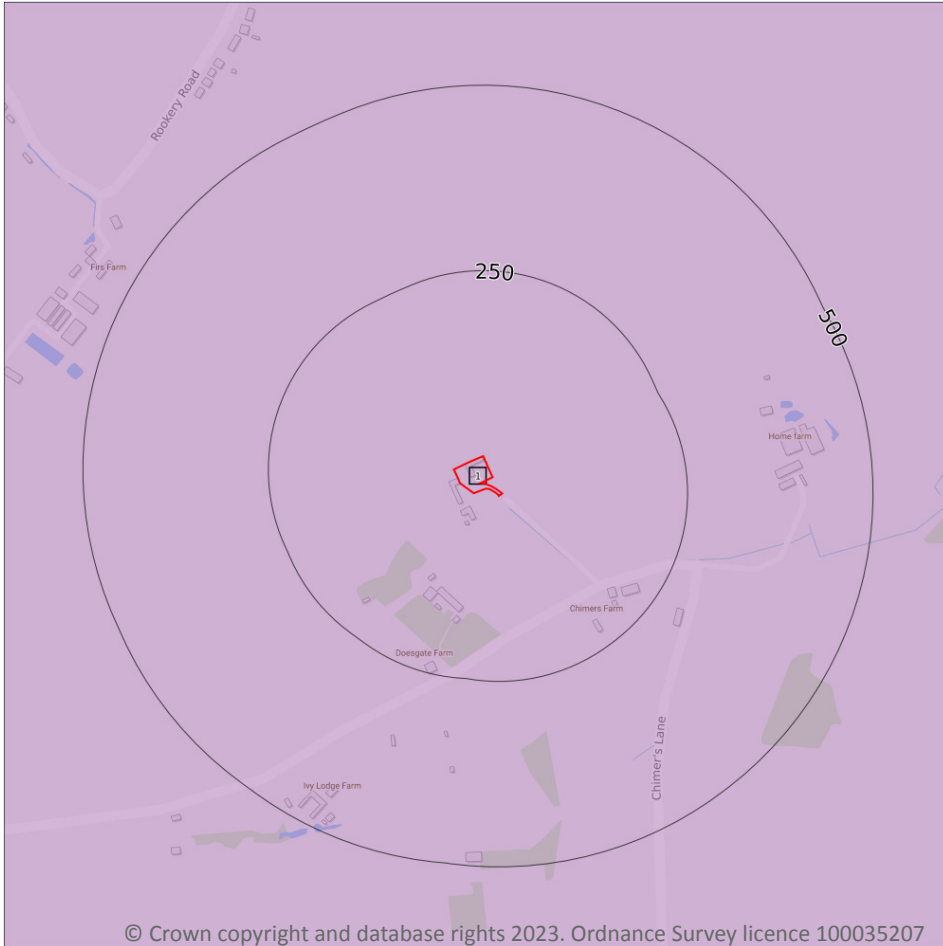 Rookery Road
Firs Farm
250
500
Home farm
1
Chimers Farm
Doesgate Farm
Chimer's Lane
Ivy Lodge Farm
© Crown copyright and database rights 2023. Ordnance Survey licence 100035207